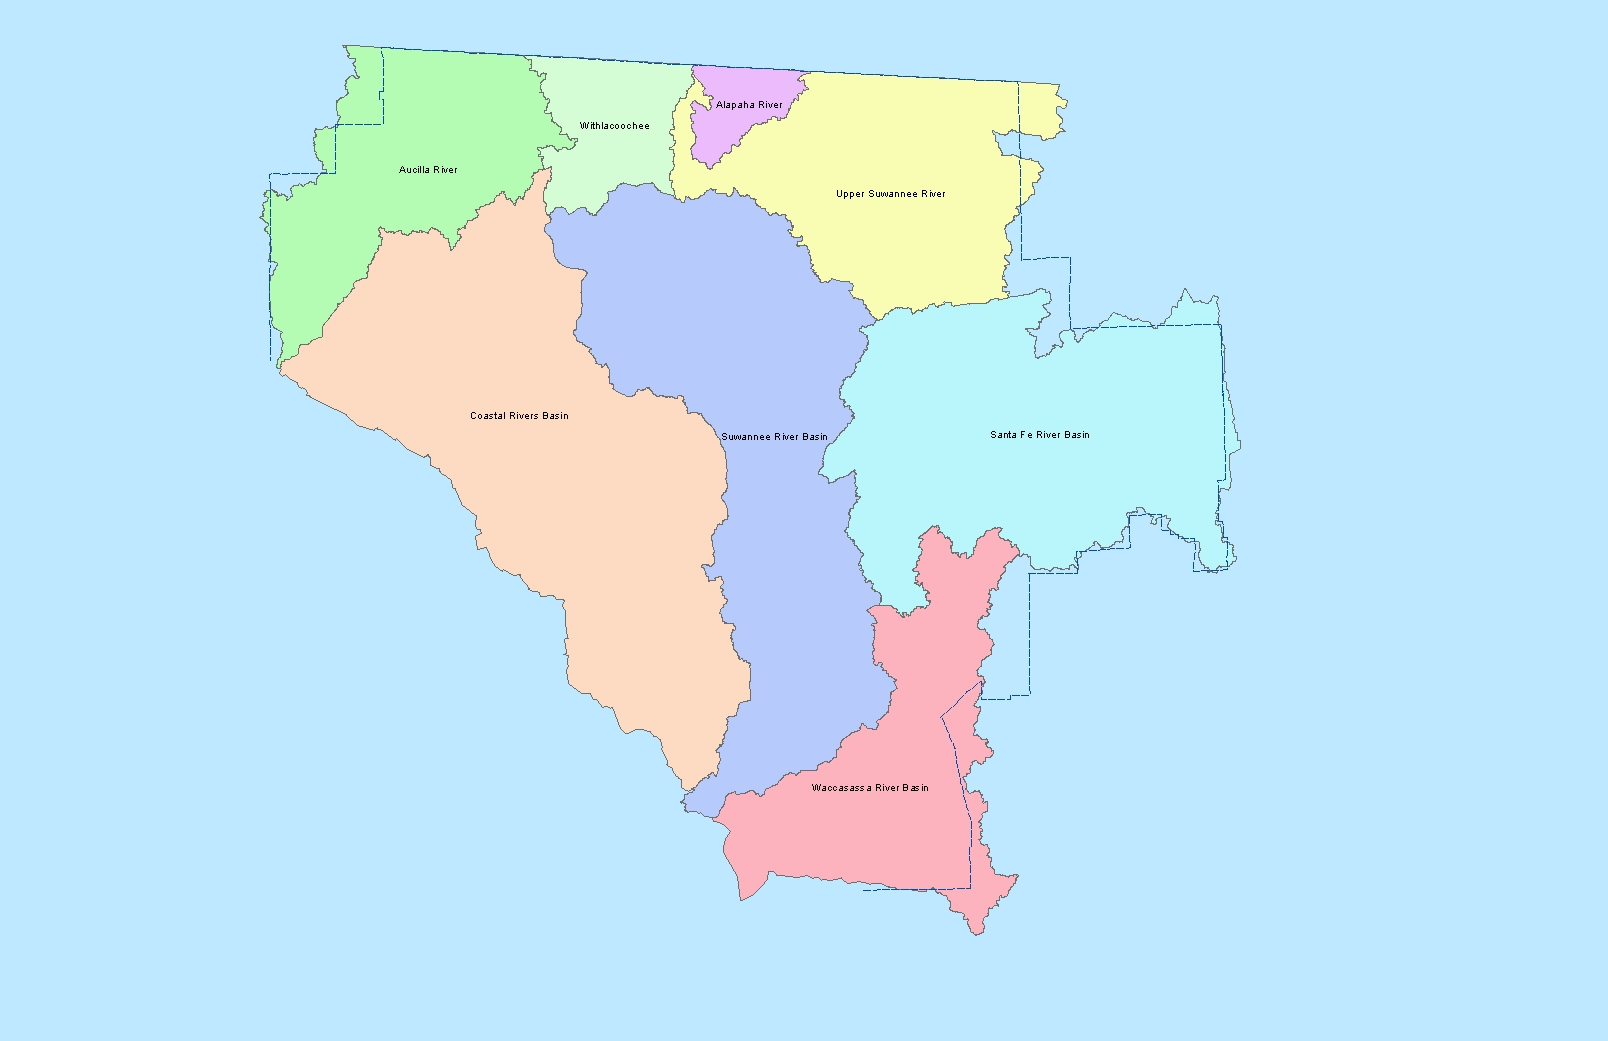 Alapaha River
Withlacoochee
Aucilla River
Upper Suwannee River
Coastal Rivers Basin
Suwannee River Basin
Santa Fe River Basin
Waccasassa River Basin